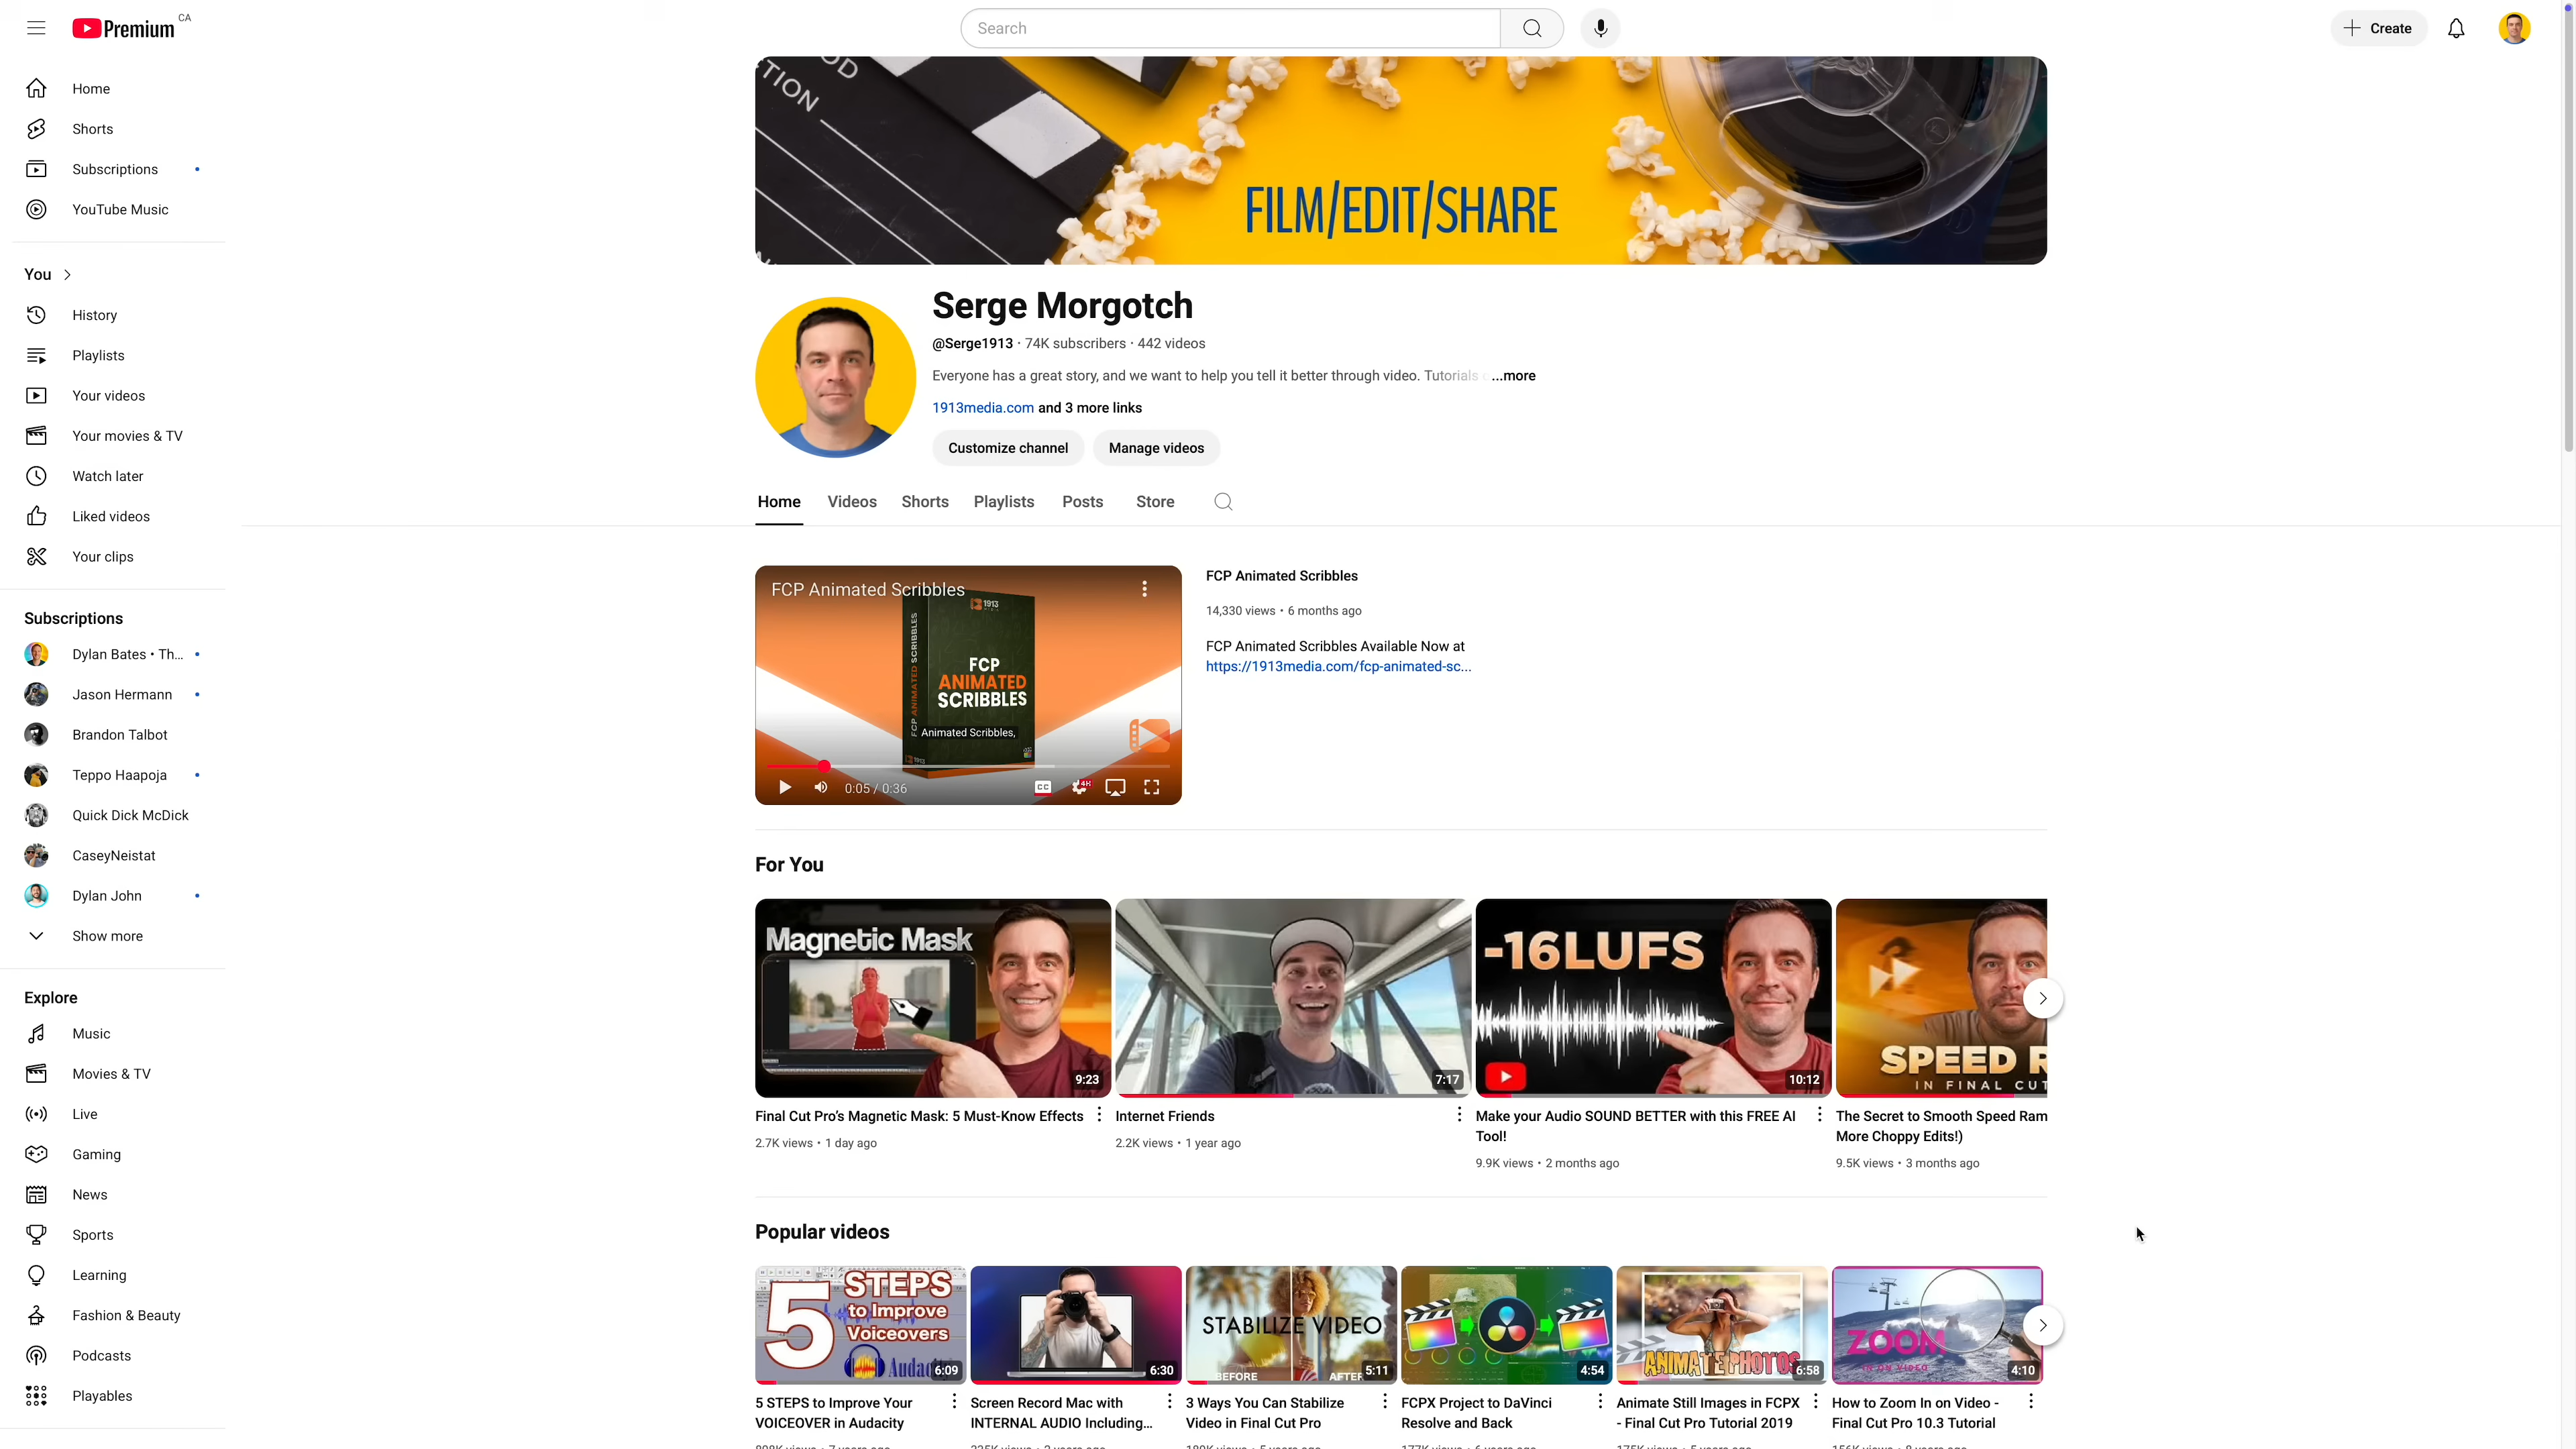 Premium CA
Search
Create
Home
Shorts
Subscriptions
YouTube Music
You
History
Playlists
Your videos
Your movies & TV
Watch later
Liked videos
Your clips
Subscriptions
Dylan Bates • Th...
Jason Hermann
Brandon Talbot
Teppo Haapoja
Quick Dick McDick
CaseyNeistat
Dylan John
Show more
Explore
Music
Movies & TV
Live
Gaming
News
Sports
Learning
Fashion & Beauty
Podcasts
Playables
TION
OD
FILM/EDIT/SHARE
Serge Morgotch
@Serge1913 · 74K subscribers · 442 videos
Everyone has a great story, and we want to help you tell it better through video. Tutorials ...more
1913media.com and 3 more links
Customize channel
Manage videos
Home Videos Shorts Playlists Posts Store
FCP Animated Scribbles
1913
FCP ANIMATED SCRIBBLES
FCP
ANIMATED
SCRIBBLES
Animated Scribbles,
1913
0:05 / 0:36
CC
4K
FCP Animated Scribbles
14,330 views • 6 months ago
FCP Animated Scribbles Available Now at
https://1913media.com/fcp-animated-sc...
For You
Magnetic Mask
9:23
Final Cut Pro's Magnetic Mask: 5 Must-Know Effects
2.7K views • 1 day ago
7:17
Internet Friends
2.2K views • 1 year ago
-16LUFS
10:12
Make your Audio SOUND BETTER with this FREE AI
Tool!
9.9K views • 2 months ago
SPEED R
IN FINAL CUT
The Secret to Smooth Speed Ram
More Choppy Edits!)
9.5K views • 3 months ago
Popular videos
5 STEPS
to Improve
Voiceovers
Audac
6:09
5 STEPS to Improve Your
VOICEOVER in Audacity
6:30
Screen Record Mac with
INTERNAL AUDIO Including...
STABILIZE VIDEO
BEFORE AFTER
5:11
3 Ways You Can Stabilize
Video in Final Cut Pro
4:54
FCPX Project to DaVinci
Resolve and Back
ANIMATE PHOTOS
6:58
Animate Still Images in FCPX
- Final Cut Pro Tutorial 2019
ZOOM
IN ON VIDEO
4:10
How to Zoom In on Video -
Final Cut Pro 10.3 Tutorial